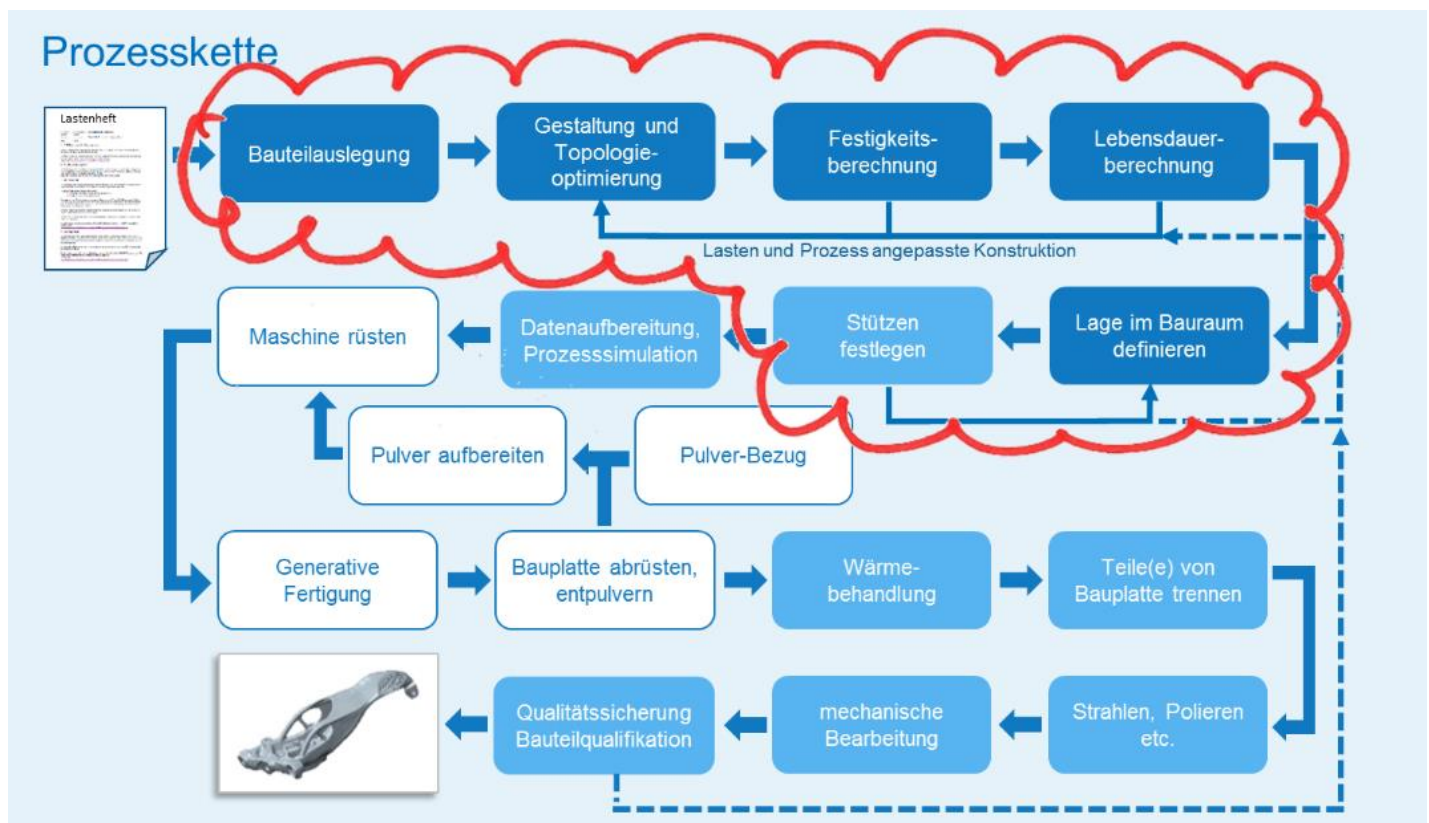 Prozesskette
Lastenheft
Bauteilauslegung
Gestaltung und
Topologie-
optimierung
Festigkeits-
berechnung
Lebensdauer-
berechnung
Lasten und Prozess angepasste Konstruktion
Maschine rüsten
Datenaufbereitung,
Prozesssimulation
Stützen
festlegen
Lage im Bauraum
definieren
Pulver aufbereiten
Pulver-Bezug
Generative
Fertigung
Bauplatte abrüsten,
entpulvern
Wärme-
behandlung
Teile(e) von
Bauplatte trennen
Qualitätssicherung
Bauteilqualifikation
mechanische
Bearbeitung
Strahlen, Polieren
etc.